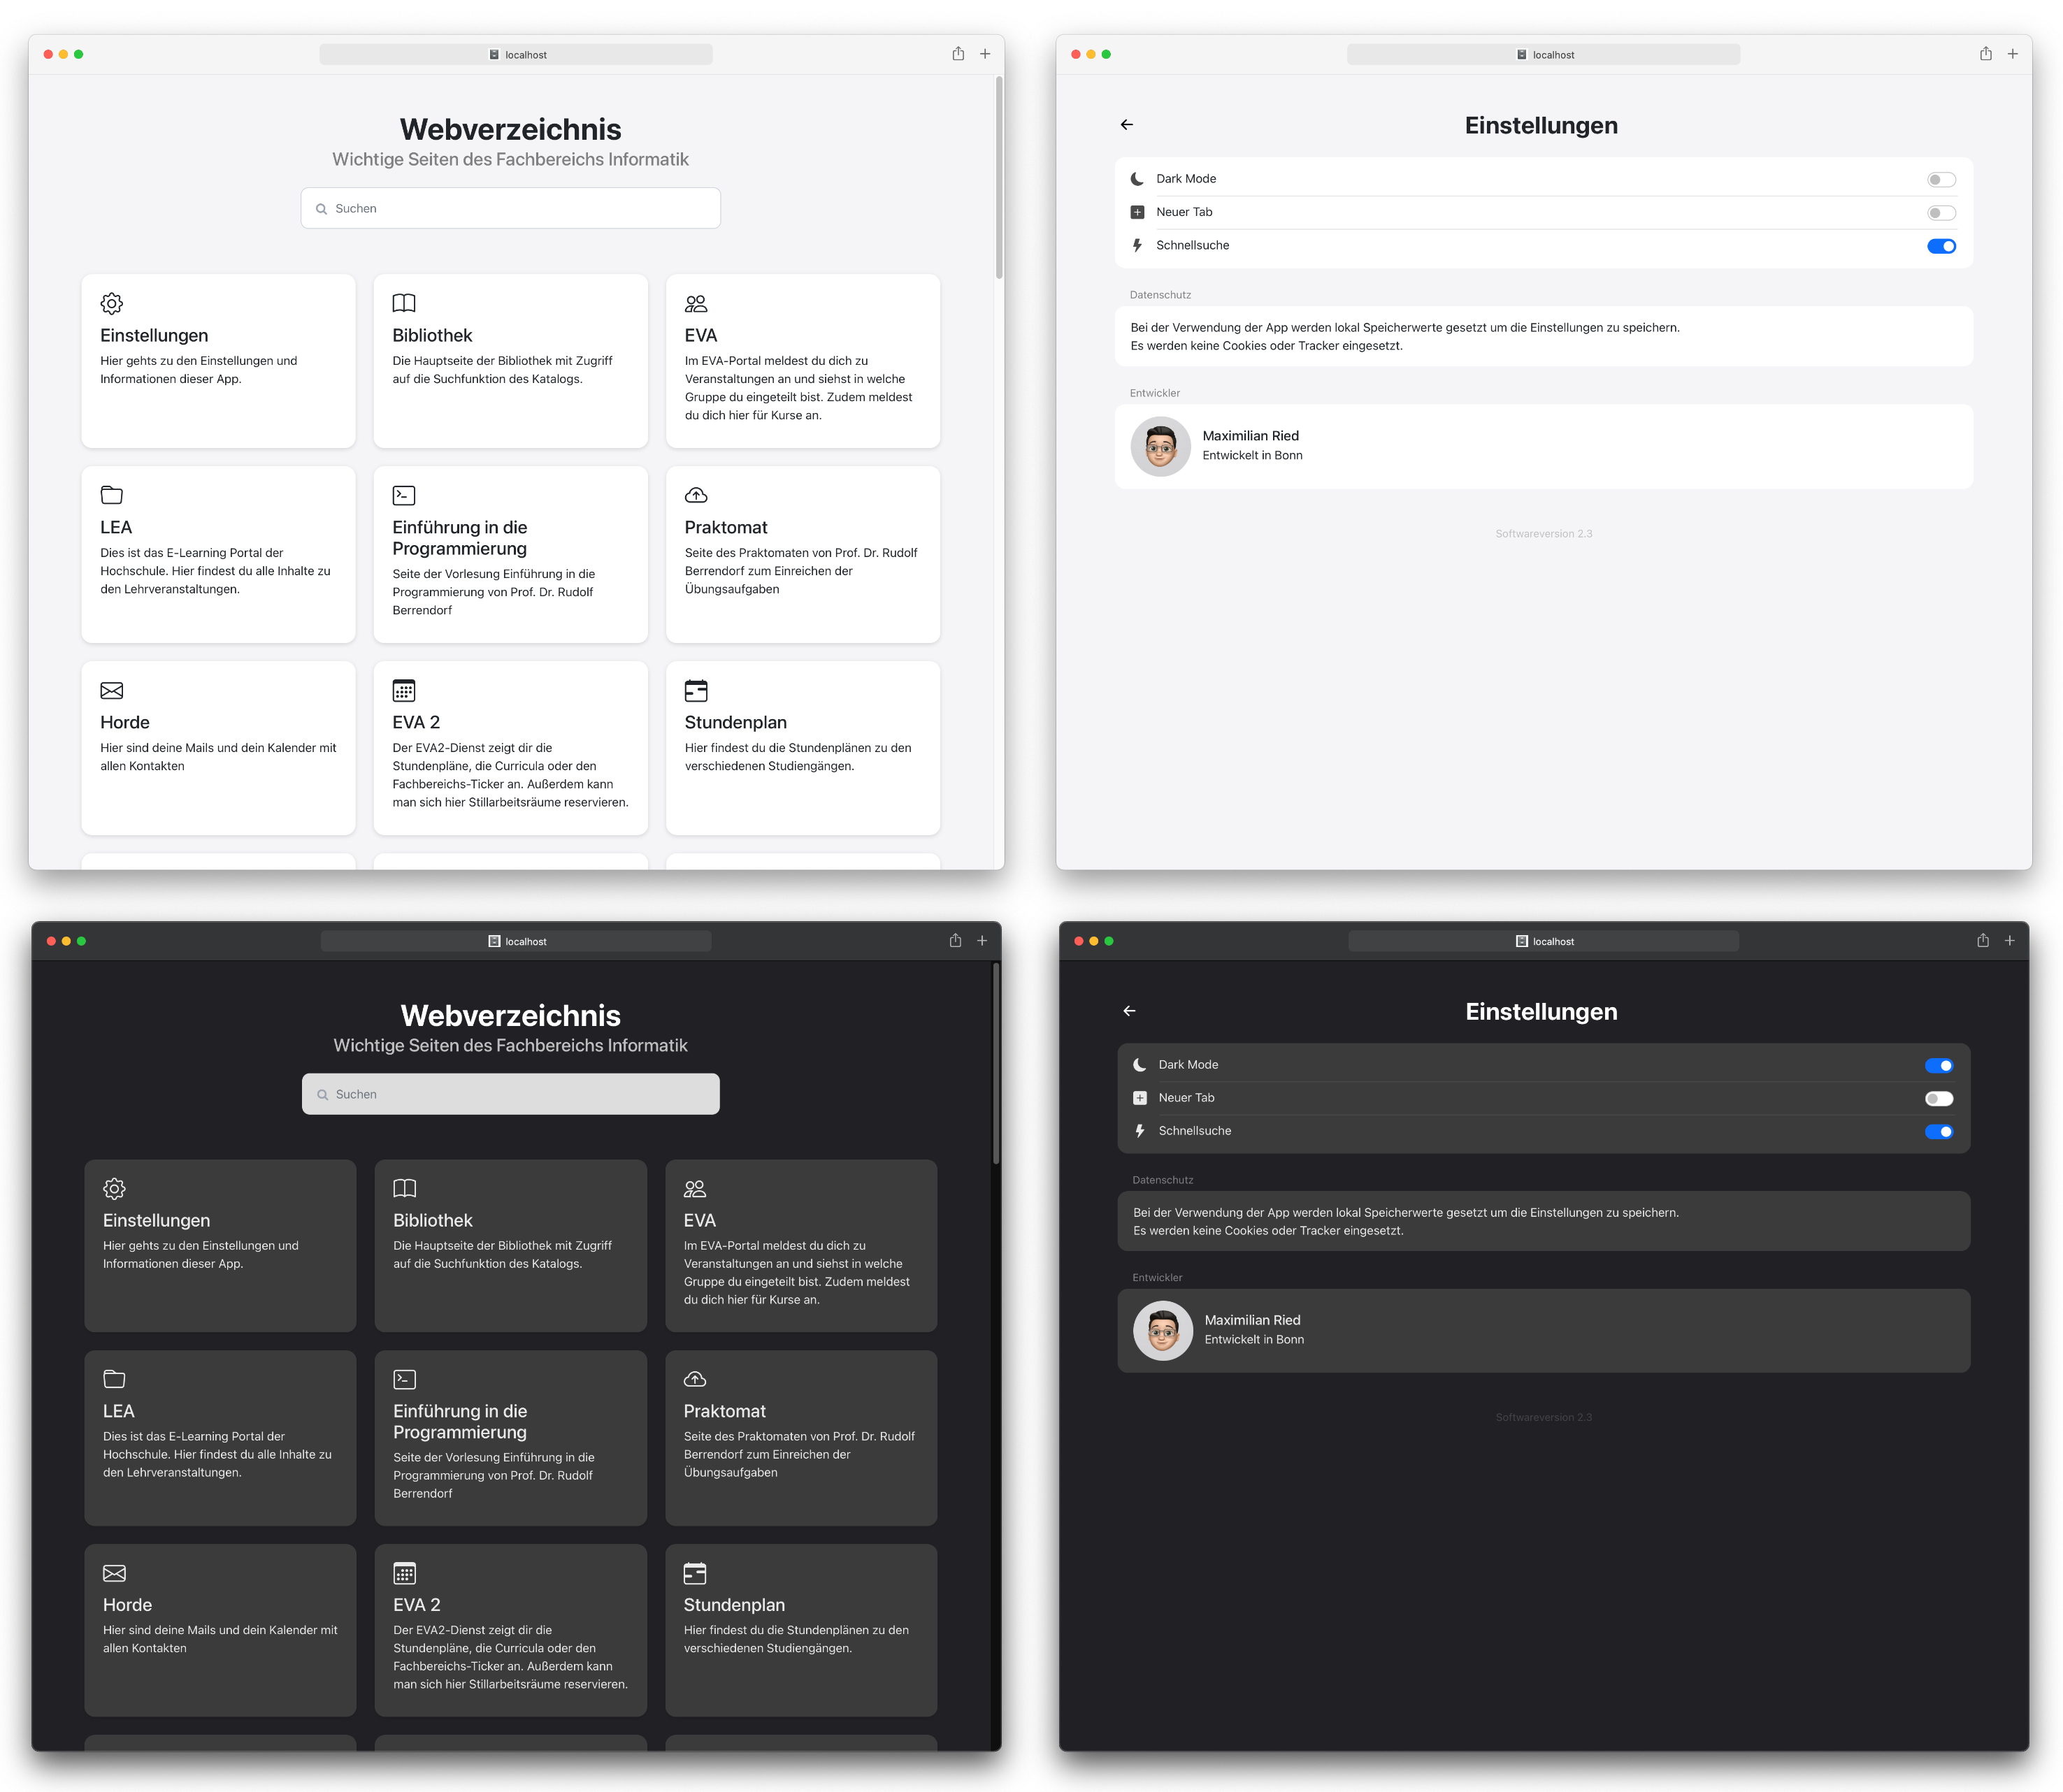 localhost
Webverzeichnis
Wichtige Seiten des Fachbereichs Informatik
Suchen
Einstellungen
Hier gehts zu den Einstellungen und
Informationen dieser App.
Bibliothek
Die Hauptseite der Bibliothek mit Zugriff
auf die Suchfunktion des Katalogs.
EVA
Im EVA-Portal meldest du dich zu
Veranstaltungen an und siehst in welche
Gruppe du eingeteilt bist. Zudem meldest
du dich hier für Kurse an.
LEA
Dies ist das E-Learning Portal der
Hochschule. Hier findest du alle Inhalte zu
den Lehrveranstaltungen.
Einführung in die
Programmierung
Seite der Vorlesung Einführung in die
Programmierung von Prof. Dr. Rudolf
Berrendorf
Praktomat
Seite des Praktomaten von Prof. Dr. Rudolf
Berrendorf zum Einreichen der
Übungsaufgaben
Horde
Hier sind deine Mails und dein Kalender mit
allen Kontakten
EVA 2
Der EVA2-Dienst zeigt dir die
Stundenpläne, die Curricula oder den
Fachbereichs-Ticker an. Außerdem kann
man sich hier Stillarbeitsräume reservieren.
Stundenplan
Hier findest du die Stundenplänen zu den
verschiedenen Studiengängen.
localhost
Einstellungen
Dark Mode
Neuer Tab
Schnellsuche
Datenschutz
Bei der Verwendung der App werden lokal Speicherwerte gesetzt um die Einstellungen zu speichern.
Es werden keine Cookies oder Tracker eingesetzt.
Entwickler
Maximilian Ried
Entwickelt in Bonn
Softwareversion 2.3
localhost
Webverzeichnis
Wichtige Seiten des Fachbereichs Informatik
Suchen
Einstellungen
Hier gehts zu den Einstellungen und
Informationen dieser App.
Bibliothek
Die Hauptseite der Bibliothek mit Zugriff
auf die Suchfunktion des Katalogs.
EVA
Im EVA-Portal meldest du dich zu
Veranstaltungen an und siehst in welche
Gruppe du eingeteilt bist. Zudem meldest
du dich hier für Kurse an.
LEA
Dies ist das E-Learning Portal der
Hochschule. Hier findest du alle Inhalte zu
den Lehrveranstaltungen.
Einführung in die
Programmierung
Seite der Vorlesung Einführung in die
Programmierung von Prof. Dr. Rudolf
Berrendorf
Praktomat
Seite des Praktomaten von Prof. Dr. Rudolf
Berrendorf zum Einreichen der
Übungsaufgaben
Horde
Hier sind deine Mails und dein Kalender mit
allen Kontakten
EVA 2
Der EVA2-Dienst zeigt dir die
Stundenpläne, die Curricula oder den
Fachbereichs-Ticker an. Außerdem kann
man sich hier Stillarbeitsräume reservieren.
Stundenplan
Hier findest du die Stundenplänen zu den
verschiedenen Studiengängen.
localhost
Einstellungen
Dark Mode
Neuer Tab
Schnellsuche
Datenschutz
Bei der Verwendung der App werden lokal Speicherwerte gesetzt um die Einstellungen zu speichern.
Es werden keine Cookies oder Tracker eingesetzt.
Entwickler
Maximilian Ried
Entwickelt in Bonn
Softwareversion 2.3